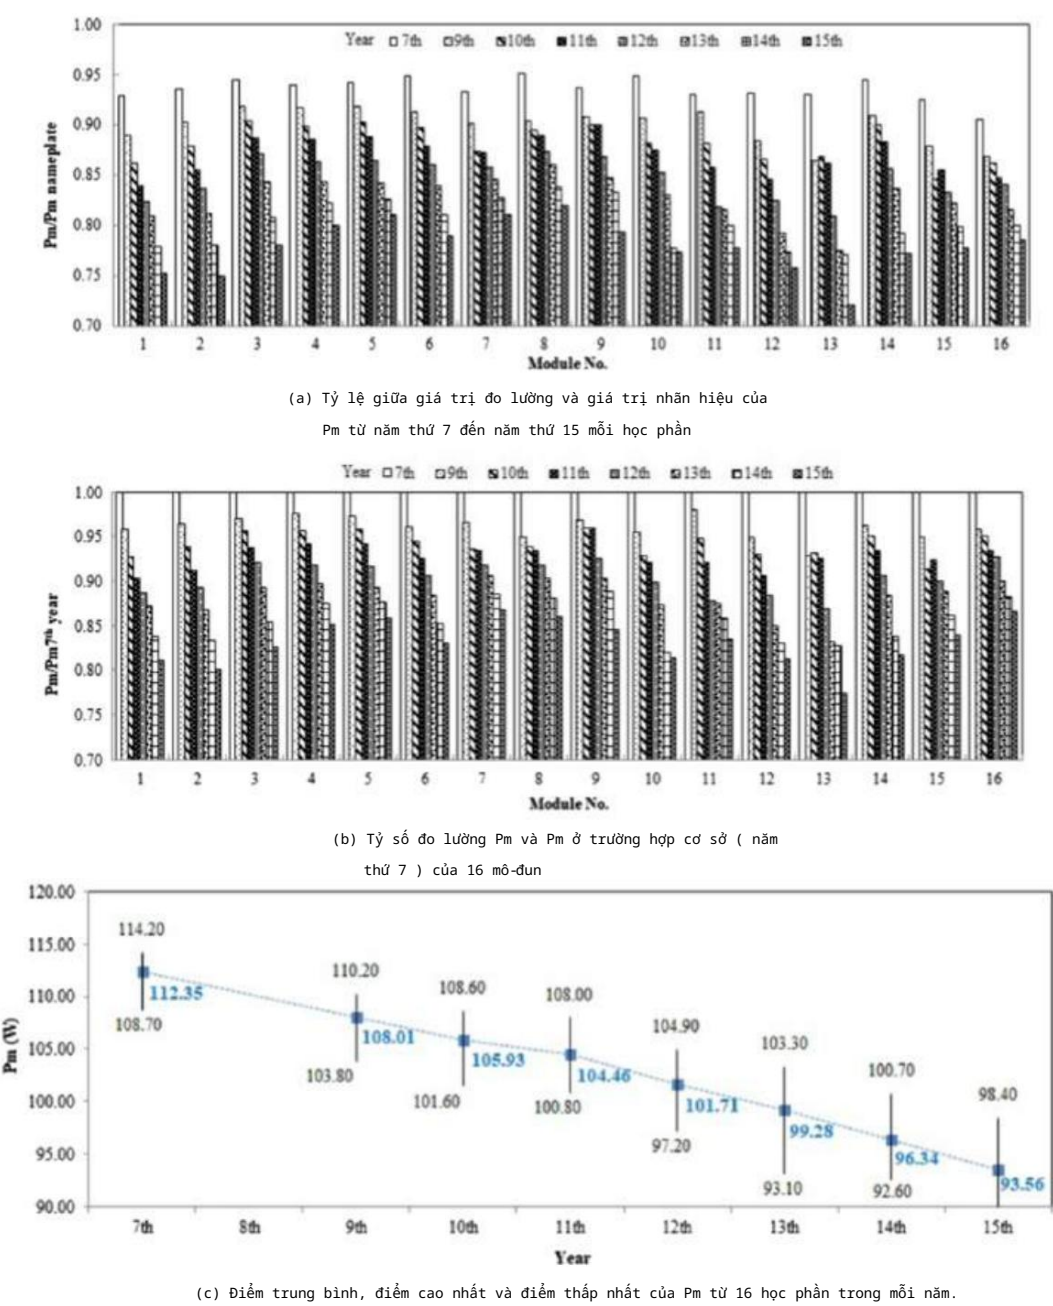 1.00
0.95
0.90
0.85
0.80
0.75
0.70
Pm/Pm nameplate
Year 7th 9th 10th 11th 12th 13th 14th 15th
1 2 3 4 5 6 7 8 9 10 11 12 13 14 15 16
Module No.
(a) Tỷ lệ giữa giá trị đo lường và giá trị nhãn hiệu của
Pm từ năm thứ 7 đến năm thứ 15 mỗi học phần
Year 7th 9th 10th 11th 12th 13th 14th 15th
1.00
0.95
0.90
0.85
0.80
0.75
0.70
Pm/Pm7th year
1 2 3 4 5 6 7 8 9 10 11 12 13 14 15 16
Module No.
(b) Tỷ số đo lường Pm và Pm ở trường hợp cơ sở ( năm
thứ 7 ) của 16 mô-đun
120.00
115.00
110.00
105.00
100.00
95.00
90.00
Pm (W)
114.20
112.35
108.70
110.20
108.01
103.80
108.60
105.93
101.60
108.00
104.46
100.80
104.90
101.71
97.20
103.30
99.28
93.10
100.70
96.34
92.60
98.40
93.56
7th 8th 9th 10th 11th 12th 13th 14th 15th
Year
(c) Điểm trung bình, điểm cao nhất và điểm thấp nhất của Pm từ 16 học phần trong mỗi năm.